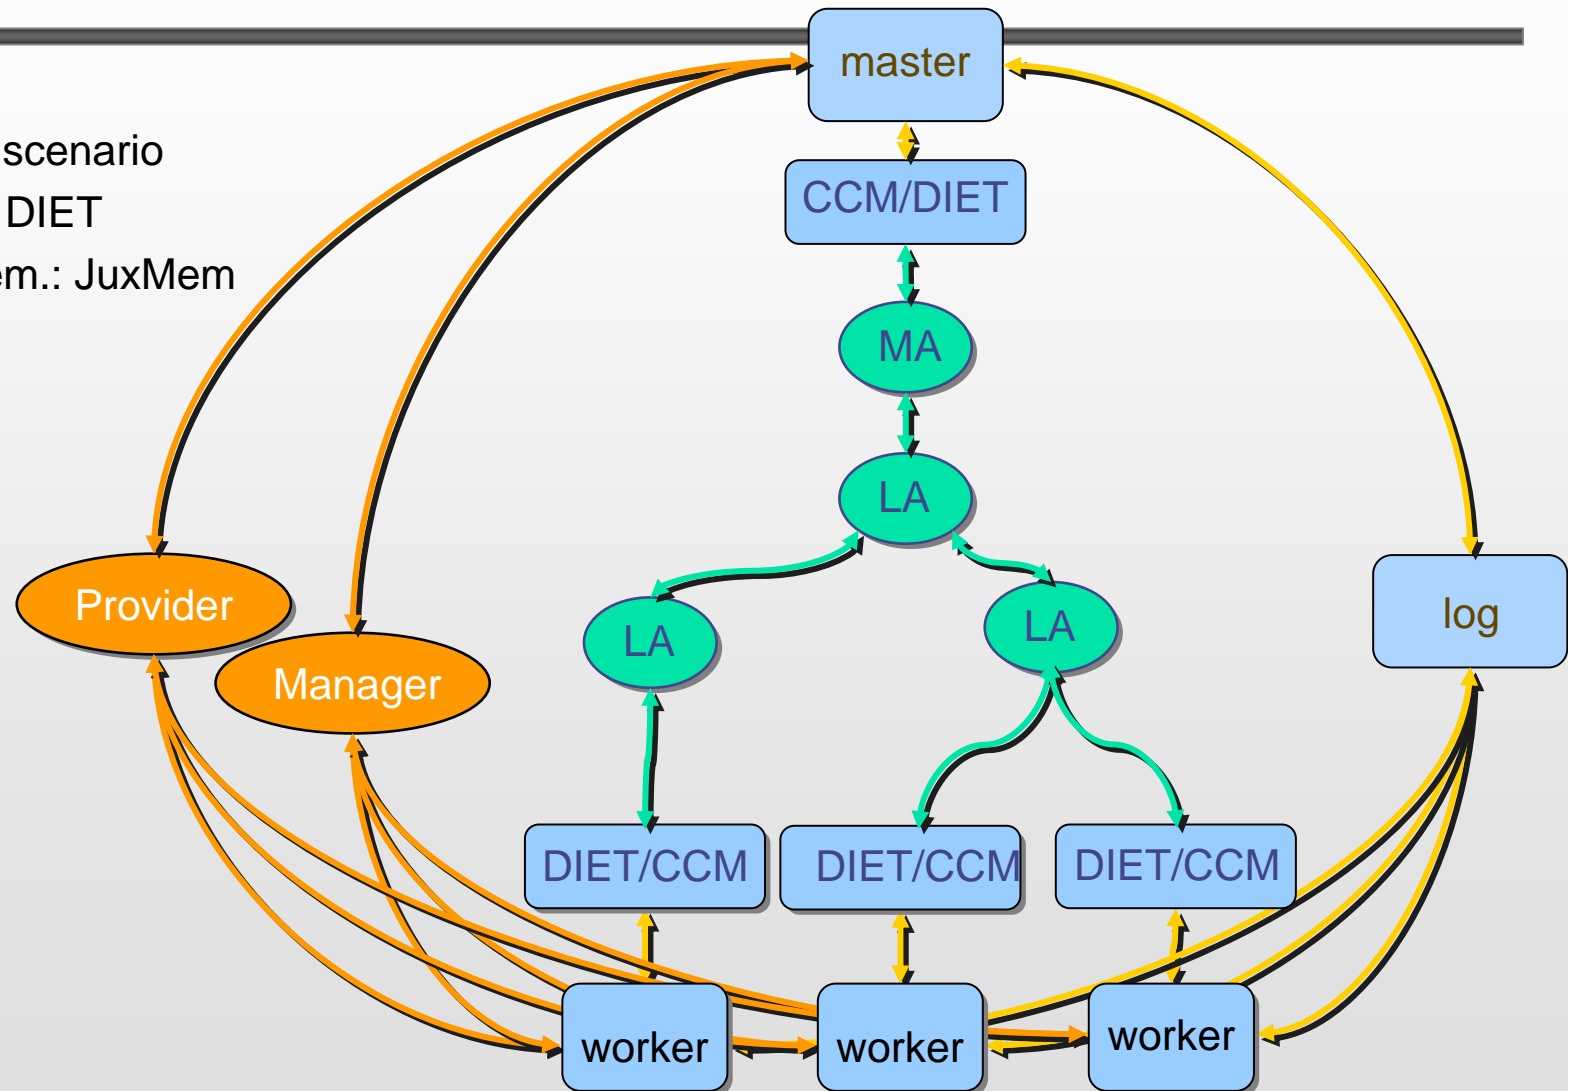 master
scenario
DIET
em.: JuxMem
CCM/DIET
MA
LA
LA
LA
Provider
Manager
log
DIET/CCM
DIET/CCM
DIET/CCM
worker
worker
worker